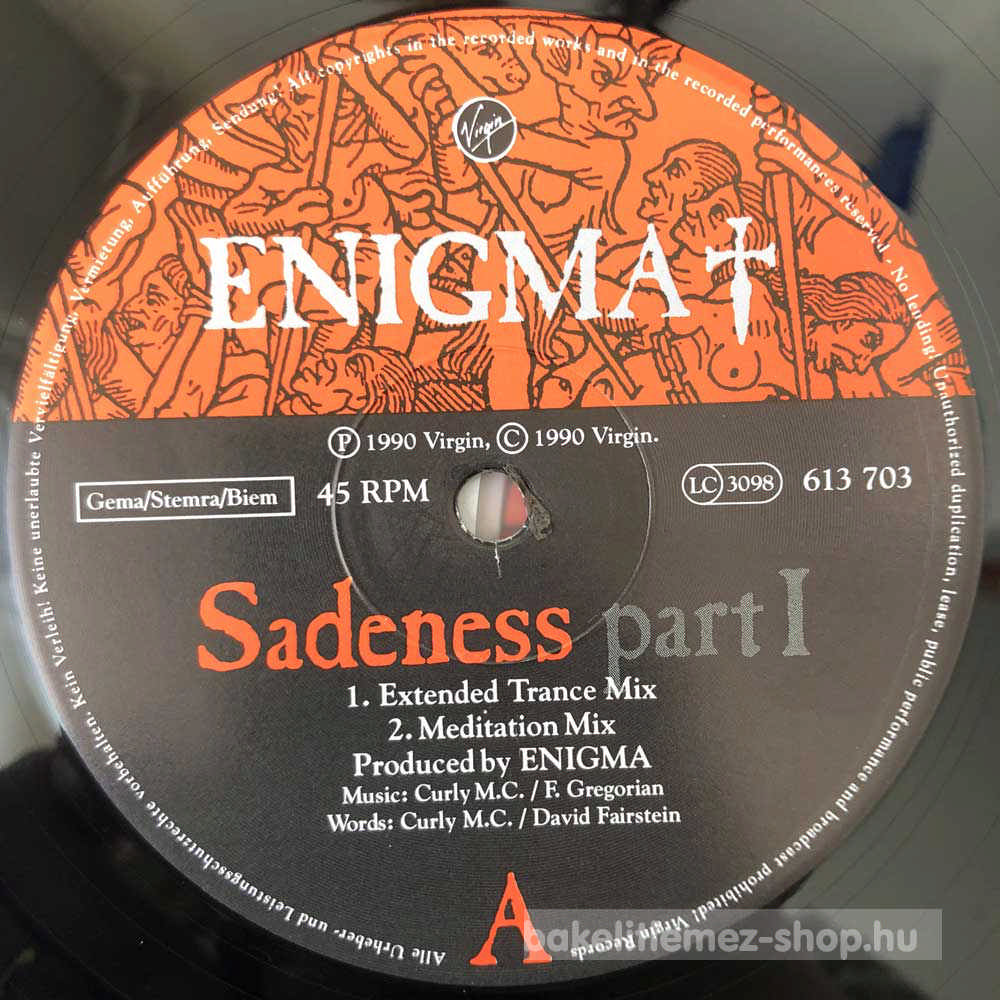 Alle Urheber- und Leistungsschutzrechte vorbehalten. Kein Verleih! Keine unerlaubte Vervielfältigung, Vermietung, Aufführung, Sendung! All copyrights in the recorded works and in the recorded performances reserved - No lending! Unauthorized duplication, lease, public performance and broadcast prohibited! Virgin Records
Virgin
ENIGMA
Ⓟ 1990 Virgin, Ⓒ 1990 Virgin.
Gema/Stemra/Biem 45 RPM LC 3098 613 703
Sadeness part I
1. Extended Trance Mix
2. Meditation Mix
Produced by ENIGMA
Music: Curly M.C. / F. Gregorian
Words: Curly M.C. / David Fairstein
A
bakelitlemez-shop.hu